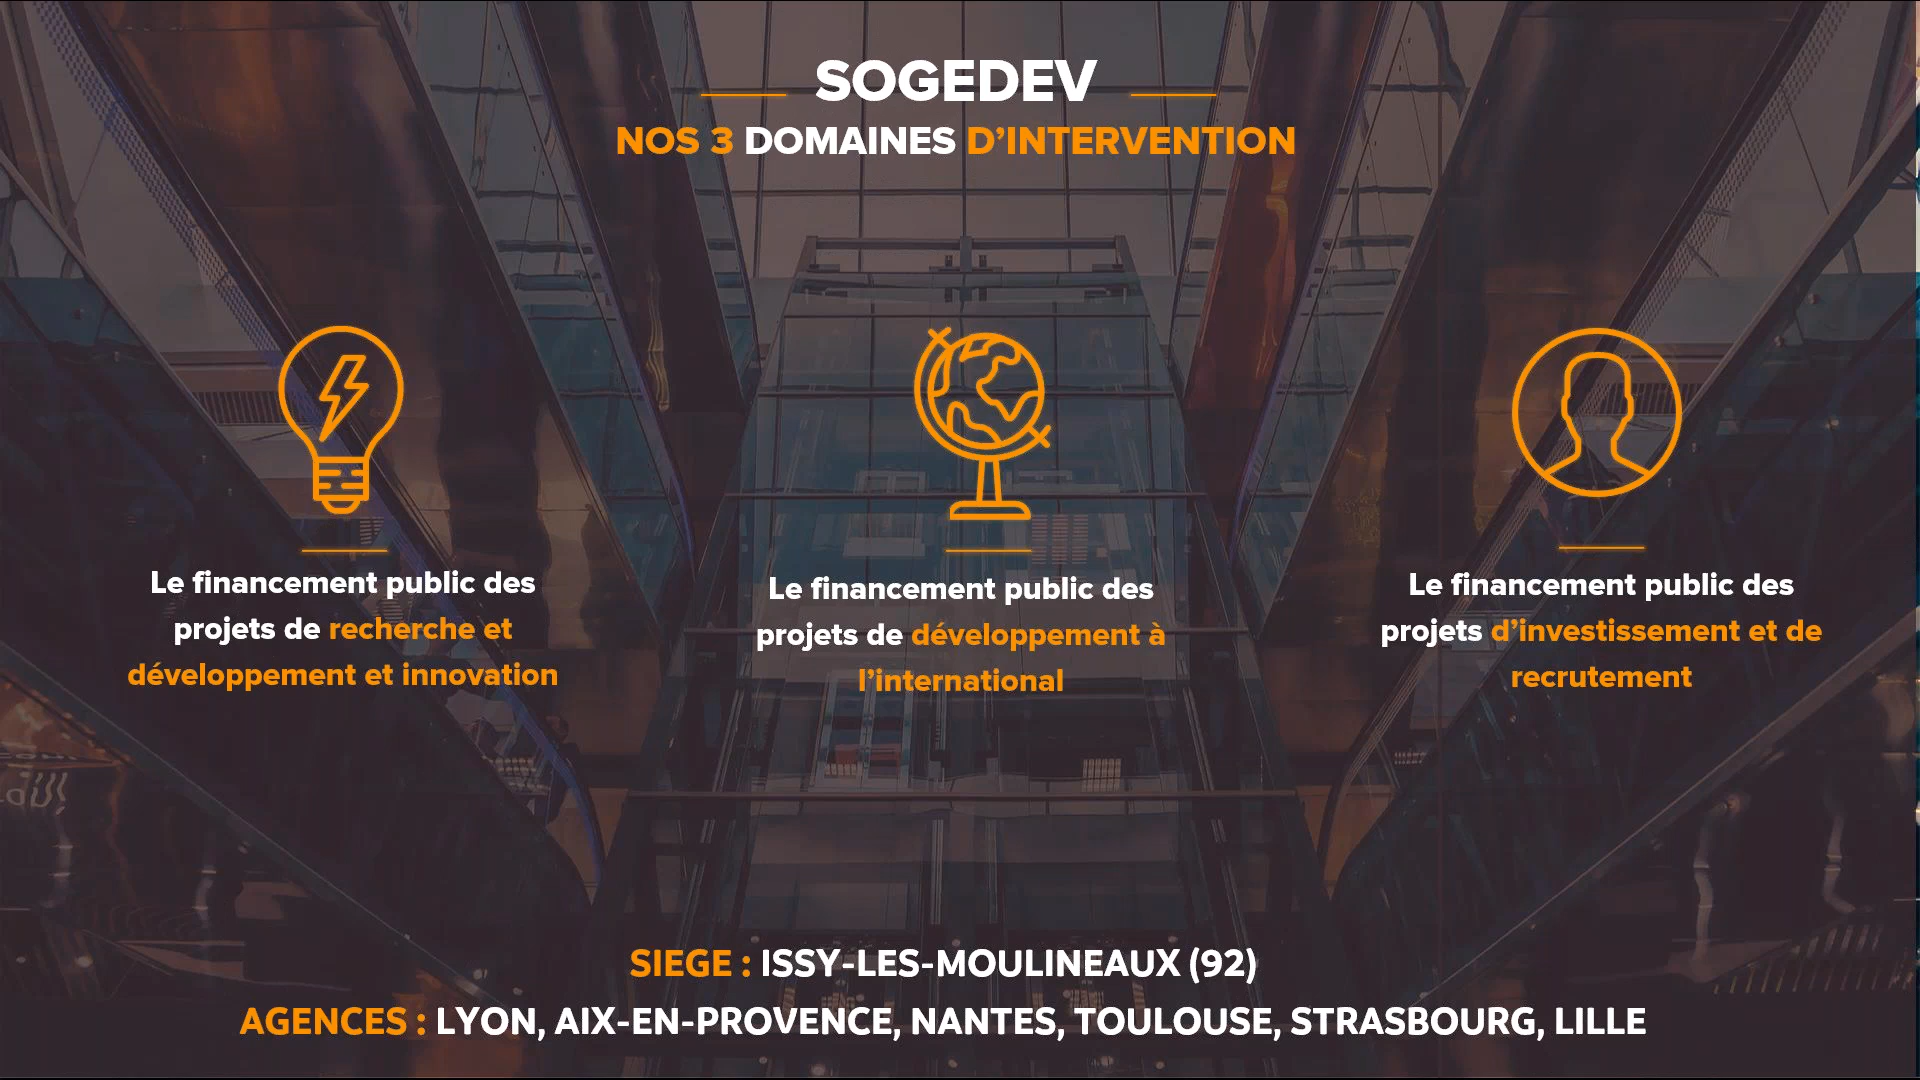 SOGEDEV
NOS 3 DOMAINES D’INTERVENTION
Le financement public des
projets de recherche et
développement et innovation
Le financement public des
projets de développement à
l’international
Le financement public des
projets d’investissement et de
recrutement
SIEGE : ISSY-LES-MOULINEAUX (92)
AGENCES : LYON, AIX-EN-PROVENCE, NANTES, TOULOUSE, STRASBOURG, LILLE